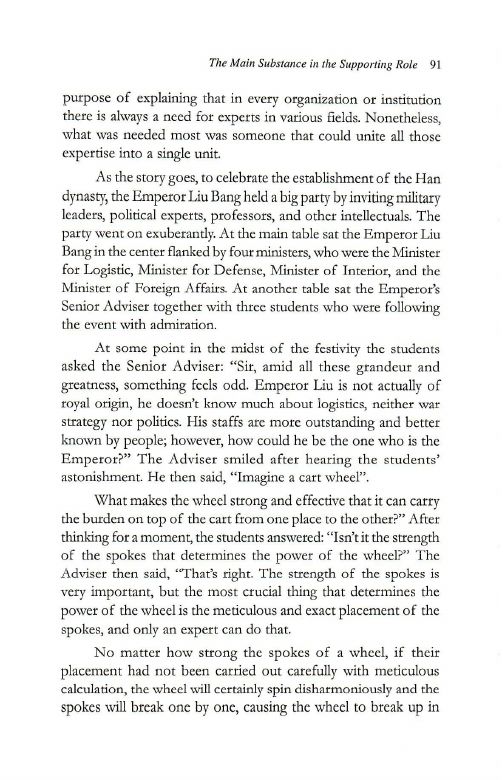 The Main Substance in the Supporting Role 91
purpose of explaining that in every organization or institution
there is always a need for experts in various fields. Nonetheless,
what was needed most was someone that could unite all those
expertise into a single unit.
As the story goes, to celebrate the establishment of the Han
dynasty, the Emperor Liu Bang held a big party by inviting military
leaders, political experts, professors, and other intellectuals. The
party went on exuberantly. At the main table sat the Emperor Liu
Bang in the center flanked by four ministers, who were the Minister
for Logistic, Minister for Defense, Minister of Interior, and the
Minister of Foreign Affairs. At another table sat the Emperor's
Senior Adviser together with three students who were following
the event with admiration.
At some point in the midst of the festivity the students
asked the Senior Adviser: “Sir, amid all these grandeur and
greatness, something feels odd. Emperor Liu is not actually of
royal origin, he doesn't know much about logistics, neither war
strategy nor politics. His staffs are more outstanding and better
known by people; however, how could he be the one who is the
Emperor?” The Adviser smiled after hearing the students'
astonishment. He then said, “Imagine a cart wheel”.
What makes the wheel strong and effective that it can carry
the burden on top of the cart from one place to the other?” After
thinking for a moment, the students answered: “Isn't it the strength
of the spokes that determines the power of the wheel?” The
Adviser then said, “That's right. The strength of the spokes is
very important, but the most crucial thing that determines the
power of the wheel is the meticulous and exact placement of the
spokes, and only an expert can do that.
No matter how strong the spokes of a wheel, if their
placement had not been carried out carefully with meticulous
calculation, the wheel will certainly spin disharmoniously and the
spokes will break one by one, causing the wheel to break up in